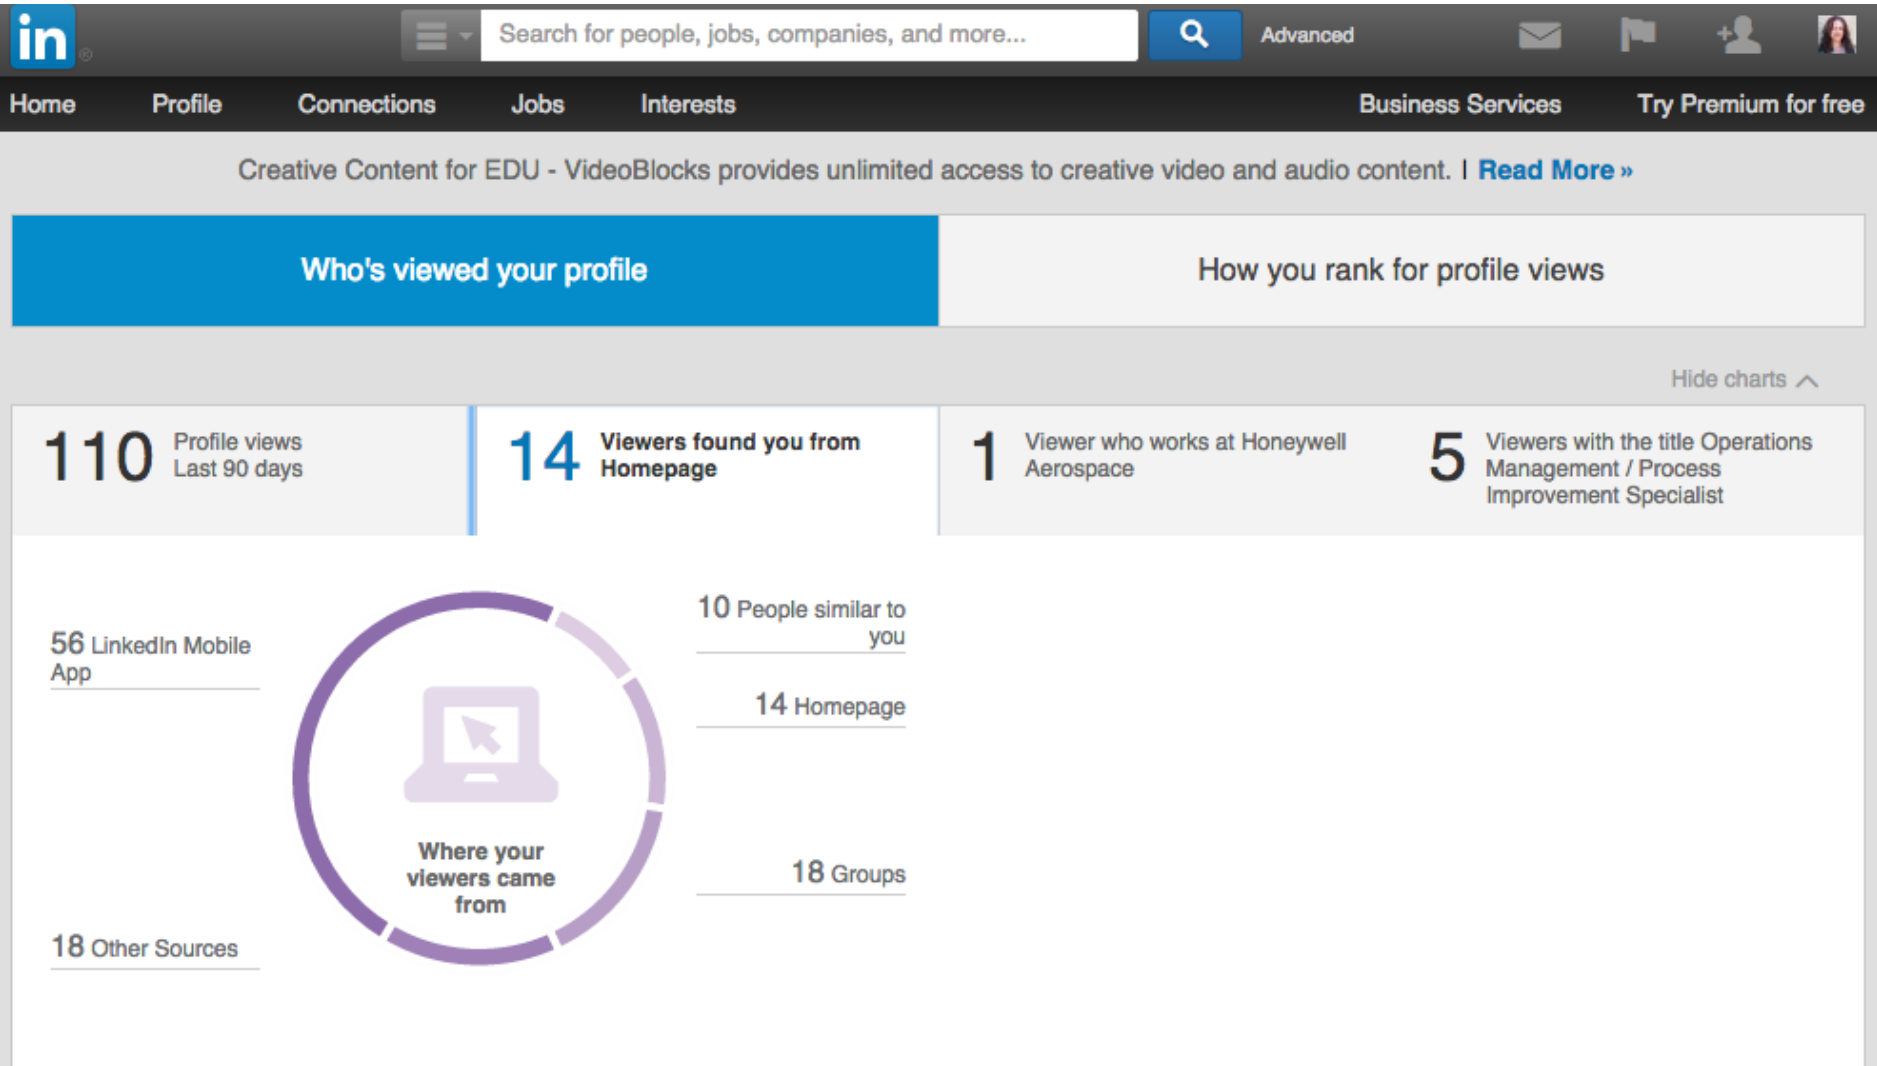 in
Search for people, jobs, companies, and more...
Advanced
Home Profile Connections Jobs Interests Business Services Try Premium for free
Creative Content for EDU - VideoBlocks provides unlimited access to creative video and audio content. | Read More »
Who's viewed your profile
How you rank for profile views
Hide charts
110 Profile views
Last 90 days
14 Viewers found you from
Homepage
1 Viewer who works at Honeywell
Aerospace
5 Viewers with the title Operations
Management / Process
Improvement Specialist
56 LinkedIn Mobile
App
18 Other Sources
Where your
viewers came
from
10 People similar to
you
14 Homepage
18 Groups